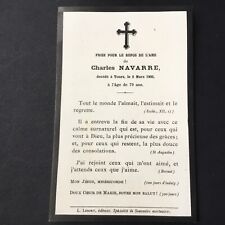 PRIEZ POUR LE REPOS DE L'AME
de
Charles NAVARRE,
décédé à Tours, le 3 Mars
à l'âge de 79 ans.
Tout le monde l'aimait, l'estimait et le
regrette.
Il a entrevu la fin de sa vie avec ce
calme surnaturel qui est, pour ceux qui
vont à Dieu, la plus précieuse des grâces,
et, pour ceux qui restent, la plus douce
des consolations.
(St Augustin)
J'ai rejoint ceux qui m'ont aimé, et
j'attends ceux que j'aime.
MON JÉSUS, MISÉRICORDE !
DOUX CŒUR DE MARIE, SOYEZ MON SALUT !